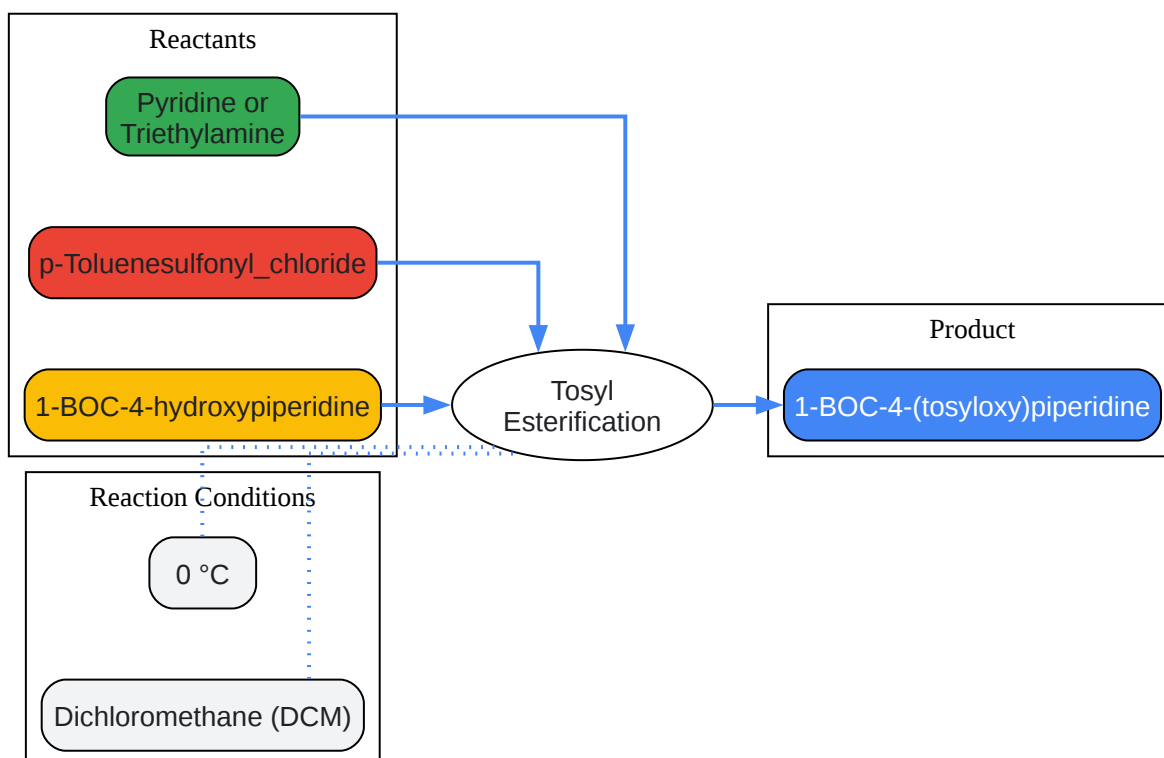 Reactants
Pyridine or
Triethylamine
p-Toluenesulfonyl_chloride
1-BOC-4-hydroxypiperidine
Tosyl
Esterification
Product
1-BOC-4-(tosyloxy)piperidine
Reaction Conditions
0 °C
Dichloromethane (DCM)